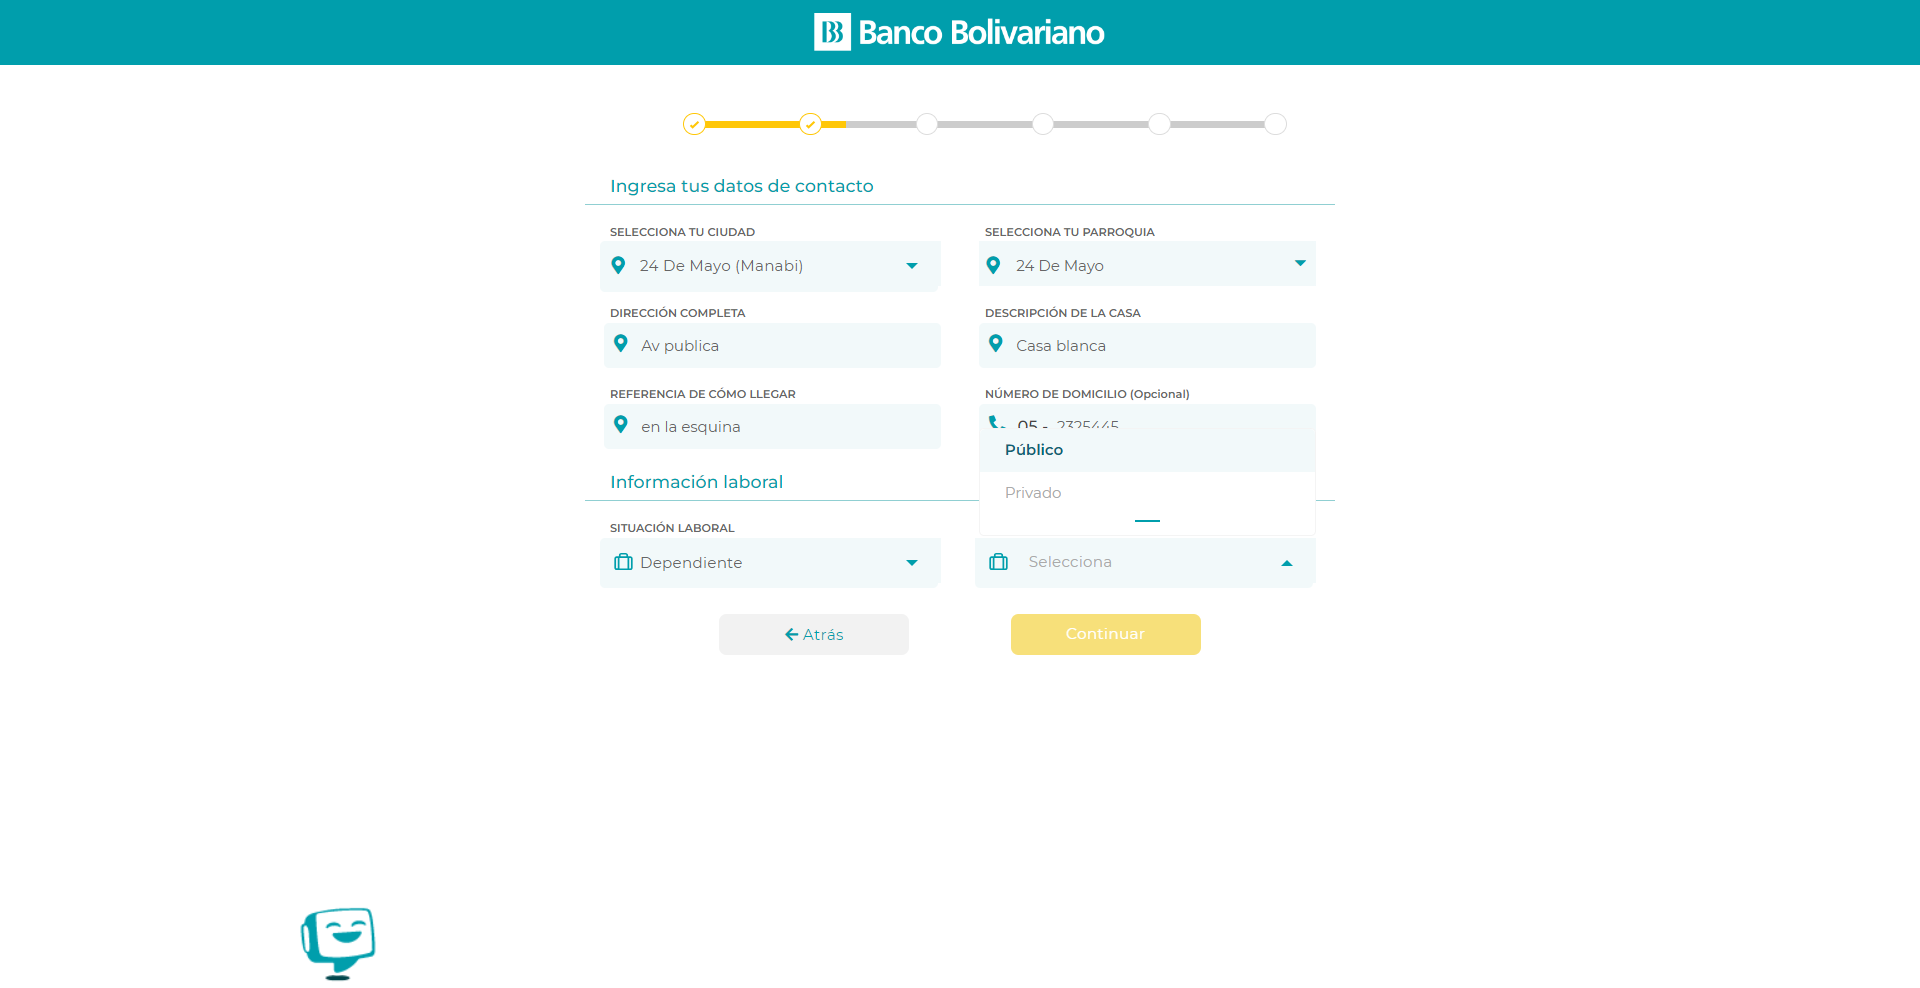 Banco Bolivariano
Ingresa tus datos de contacto
SELECCIONA TU CIUDAD
24 De Mayo (Manabi)
SELECCIONA TU PARROQUIA
24 De Mayo
DIRECCIÓN COMPLETA
Av publica
DESCRIPCIÓN DE LA CASA
Casa blanca
REFERENCIA DE CÓMO LLEGAR
en la esquina
NÚMERO DE DOMICILIO (Opcional)
05 - 2325445
Público
Privado
Información laboral
SITUACIÓN LABORAL
Dependiente
Selecciona
Atrás
Continuar